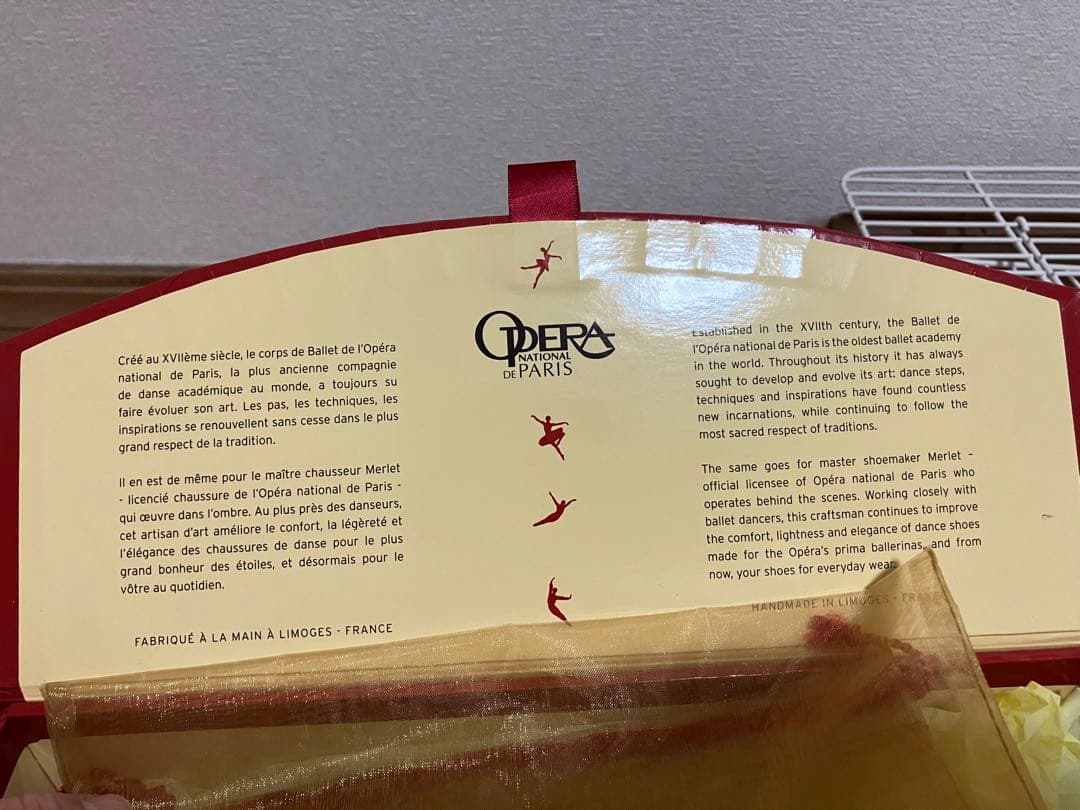 Créé au XVIIème siècle, le corps de Ballet de l'Opéra
national de Paris, la plus ancienne compagnie
de danse académique au monde, a toujours su
faire évoluer son art. Les pas, les techniques, les
inspirations se renouvellent sans cesse dans le plus
grand respect de la tradition.
Il en est de même pour le maître chausseur Merlet
- licencié chaussure de l'Opéra national de Paris -
qui œuvre dans l'ombre. Au plus près des danseurs,
cet artisan d'art améliore le confort, la légèreté et
l'élégance des chaussures de danse pour le plus
grand bonheur des étoiles, et désormais pour le
vôtre au quotidien.
FABRIQUÉ À LA MAIN À LIMOGES - FRANCE
OPERA
NATIONAL
DE PARIS
Established in the XVIIth century, the Ballet de
l'Opéra national de Paris is the oldest ballet academy
in the world. Throughout its history it has always
sought to develop and evolve its art: dance steps,
techniques and inspirations have found countless
new incarnations, while continuing to follow the
most sacred respect of traditions.
The same goes for master shoemaker Merlet -
official licensee of Opéra national de Paris who
operates behind the scenes. Working closely with
ballet dancers, this craftsman continues to improve
the comfort, lightness and elegance of dance shoes
made for the Opéra's prima ballerinas, and from
now, your shoes for everyday wear.
HANDMADE IN LIMOGES - FRANCE